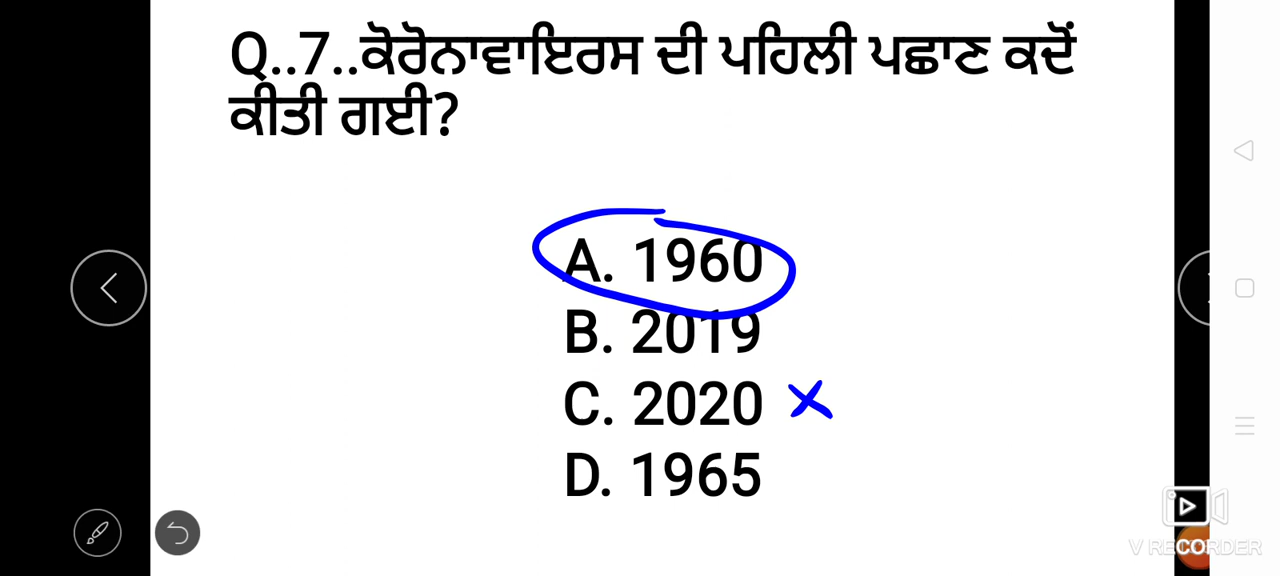 Q..7..ਕੋਰੋਨਾਵਾਇਰਸ ਦੀ ਪਹਿਲੀ ਪਛਾਣ ਕਦੋਂ
ਕੀਤੀ ਗਈ?
A. 1960
B. 2019
C. 2020
D. 1965
V RECORDER